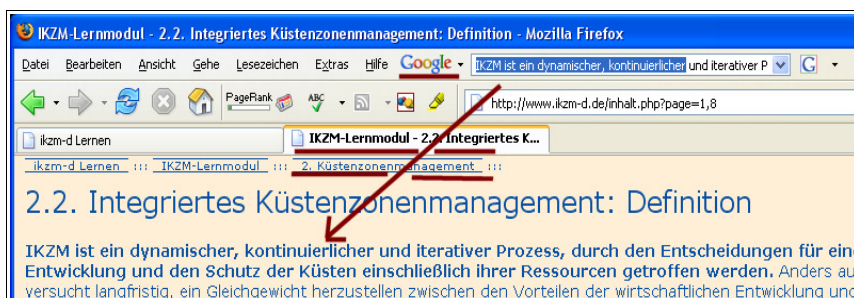 IKZM-Lernmodul - 2.2. Integriertes Küstenzonenmanagement: Definition - Mozilla Firefox
Datei Bearbeiten Ansicht Gehe Lesezeichen Extras Hilfe Google IKZM ist ein dynamischer, kontinuierlicher und iterativer P G
PageRank ABC http://www.ikzm-d.de/inhalt.php?page=1,8
ikzm-d Lernen IKZM-Lernmodul - 2.2. Integriertes K...
ikzm-d Lernen ::: IKZM-Lernmodul ::: 2. Küstenzonenmanagement :::
2.2. Integriertes Küstenzonenmanagement: Definition
IKZM ist ein dynamischer, kontinuierlicher und iterativer Prozess, durch den Entscheidungen für ein
Entwicklung und den Schutz der Küsten einschließlich ihrer Ressourcen getroffen werden. Anders au
versucht langfristig, ein Gleichgewicht herzustellen zwischen den Vorteilen der wirtschaftlichen Entwicklung und